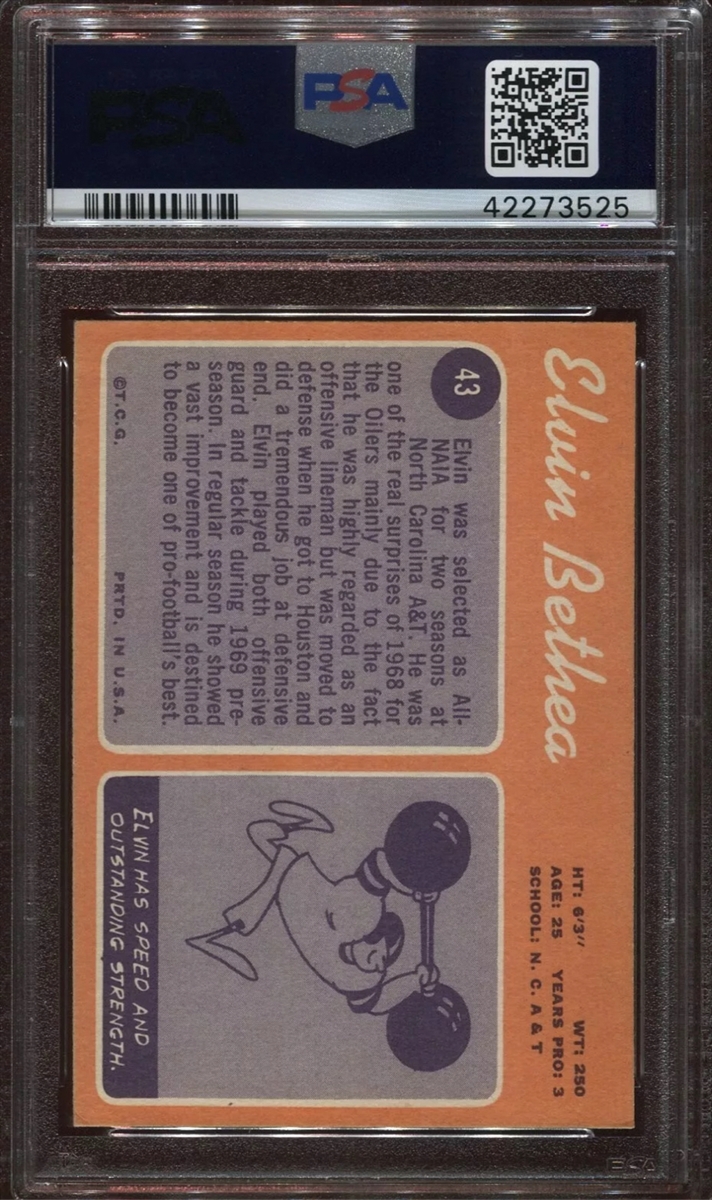 PSA
PSA
42273525
Elvin Bethea
HT: 6'3" WT: 250
AGE: 25 YEARS PRO: 3
SCHOOL: N. C. A & T
43
Elvin was selected as All-
NAIA for two seasons at
North Carolina A&T. He was
one of the real surprises of 1968 for
the Oilers mainly due to the fact
that he was highly regarded as an
offensive lineman but was moved to
defense when he got to Houston and
did a tremendous job at defensive
end. Elvin played both offensive
guard and tackle during 1969 pre-
season. In regular season he showed
a vast improvement and is destined
to become one of pro-football's best.
©T.C.G. PRTD. IN U.S.A.
ELVIN HAS SPEED AND
OUTSTANDING STRENGTH.
PSA